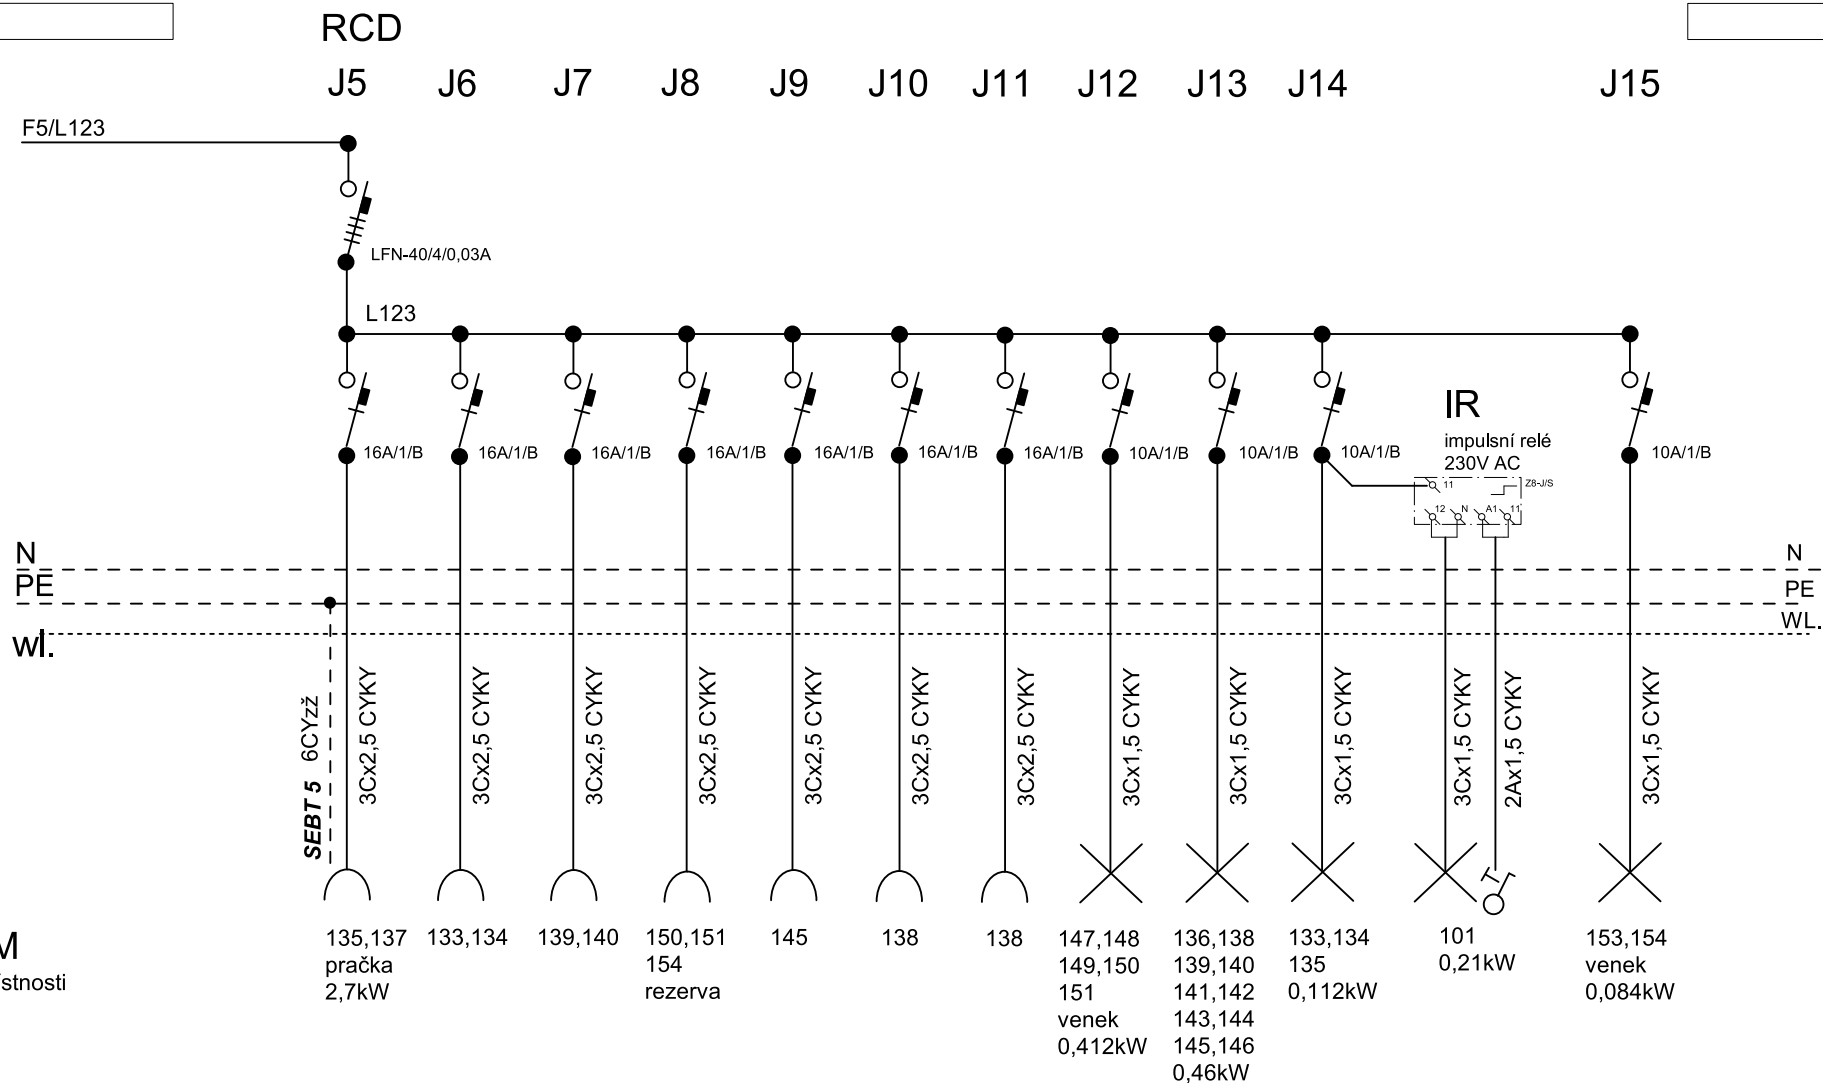 RCD
J5 J6 J7 J8 J9 J10 J11 J12 J13 J14 J15
F5/L123
LFN-40/4/0,03A
L123
IR
impulsní relé
230V AC
16A/1/B 16A/1/B 16A/1/B 16A/1/B 16A/1/B 16A/1/B 16A/1/B 10A/1/B 10A/1/B 10A/1/B 10A/1/B
11 Z8-J/S
12 N A1 11
N N
PE PE
wl. WL.
SEBT 5 6CYzž
3Cx2,5 CYKY
3Cx2,5 CYKY
3Cx2,5 CYKY
3Cx2,5 CYKY
3Cx2,5 CYKY
3Cx2,5 CYKY
3Cx2,5 CYKY
3Cx1,5 CYKY
3Cx1,5 CYKY
3Cx1,5 CYKY
3Cx1,5 CYKY
2Ax1,5 CYKY
3Cx1,5 CYKY
M
ístnosti
135,137
pračka
2,7kW
133,134
139,140
150,151
154
rezerva
145
138
138
147,148
149,150
151
venek
0,412kW
136,138
139,140
141,142
143,144
145,146
0,46kW
133,134
135
0,112kW
101
0,21kW
153,154
venek
0,084kW